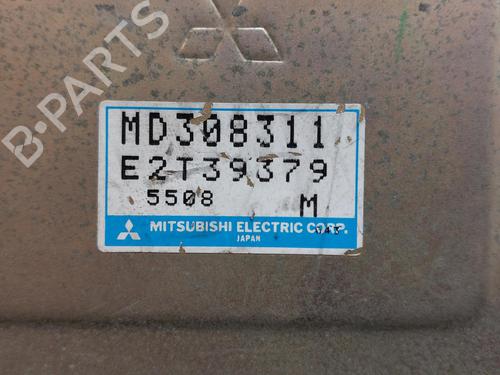 B-PARTS
MD308311
E2T39379
5508 M
MITSUBISHI ELECTRIC CORP.
JAPAN